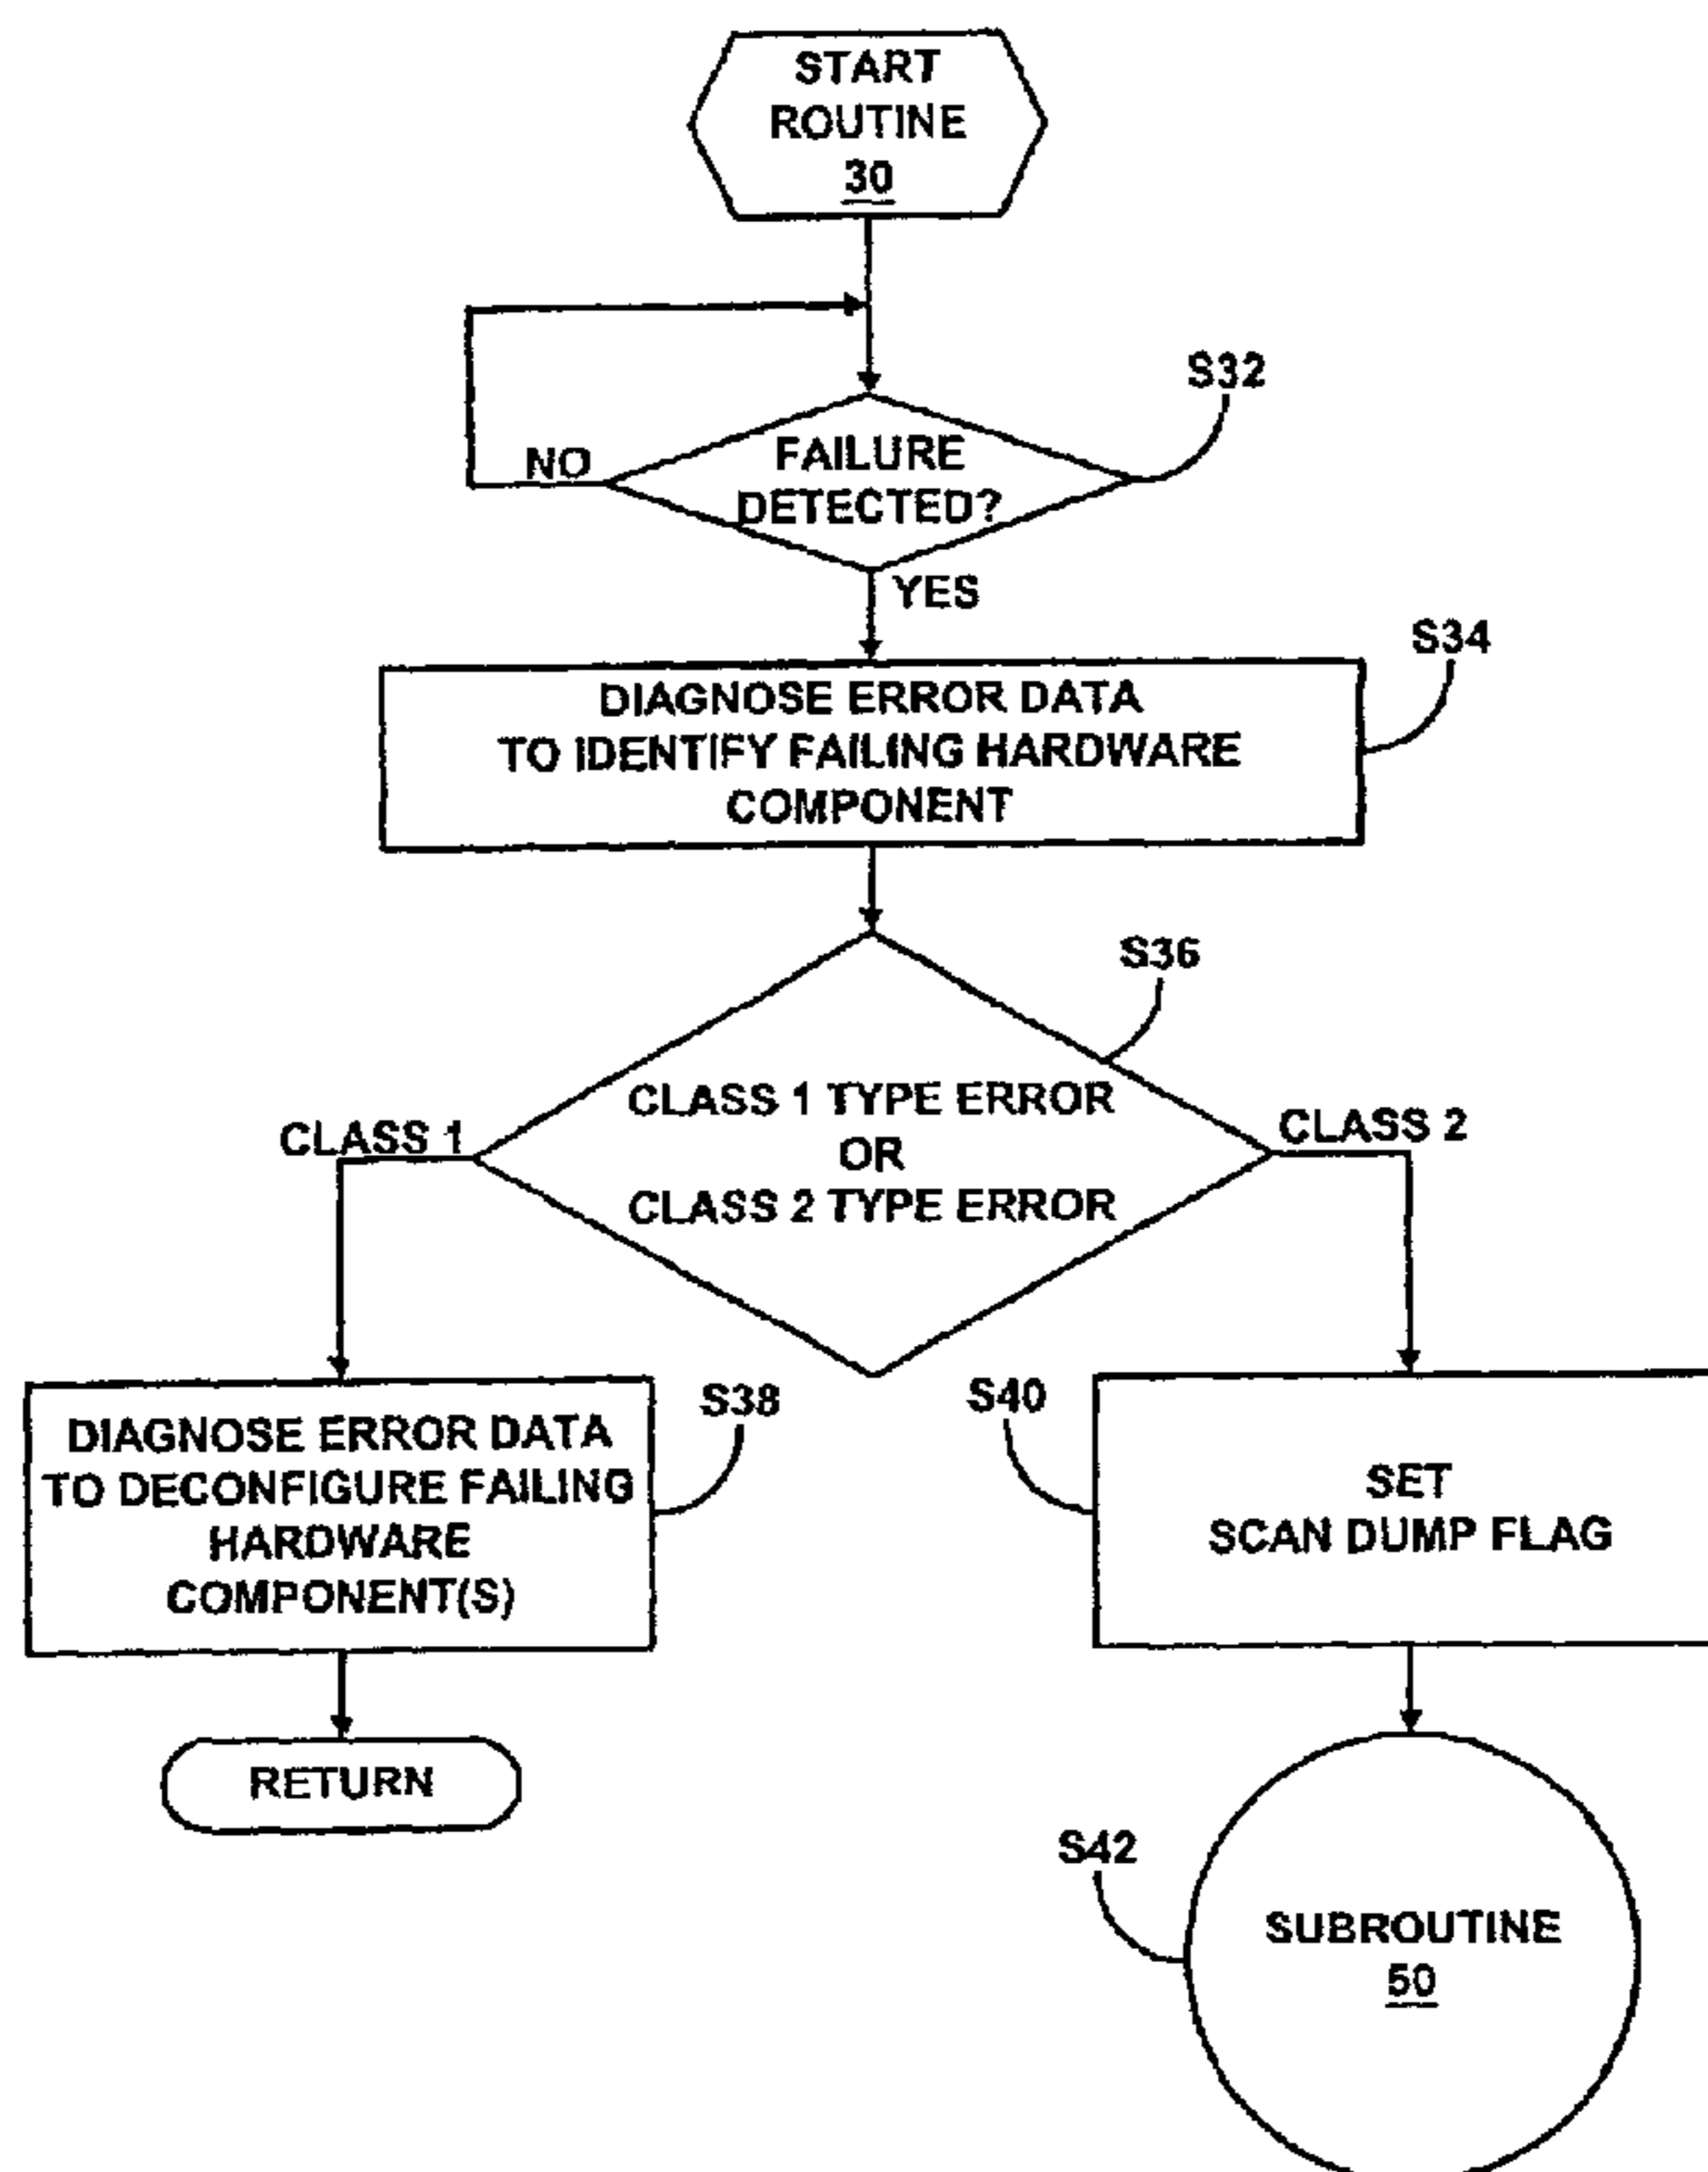 START
ROUTINE
30
S32
NO
FAILURE
DETECTED?
YES
S34
DIAGNOSE ERROR DATA
TO IDENTIFY FAILING HARDWARE
COMPONENT
S36
CLASS 1
CLASS 1 TYPE ERROR
OR
CLASS 2 TYPE ERROR
CLASS 2
S38
DIAGNOSE ERROR DATA
TO DECONFIGURE FAILING
HARDWARE
COMPONENT(S)
S40
SET
SCAN DUMP FLAG
RETURN
S42
SUBROUTINE
50